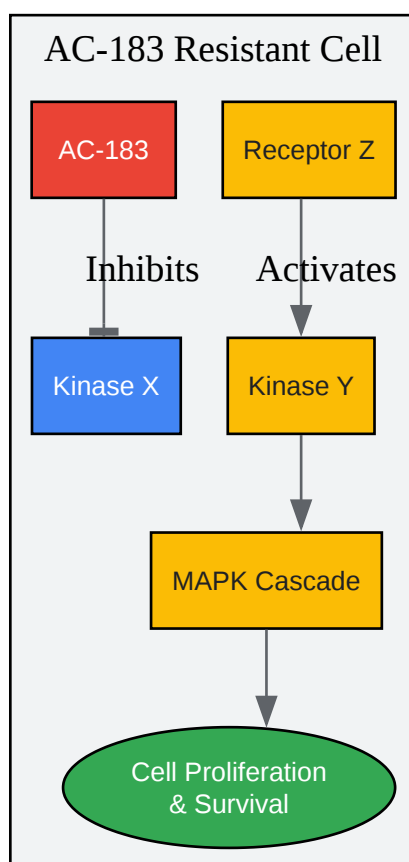 AC-183 Resistant Cell
AC-183
Receptor Z
Inhibits
Activates
Kinase X
Kinase Y
MAPK Cascade
Cell Proliferation
& Survival